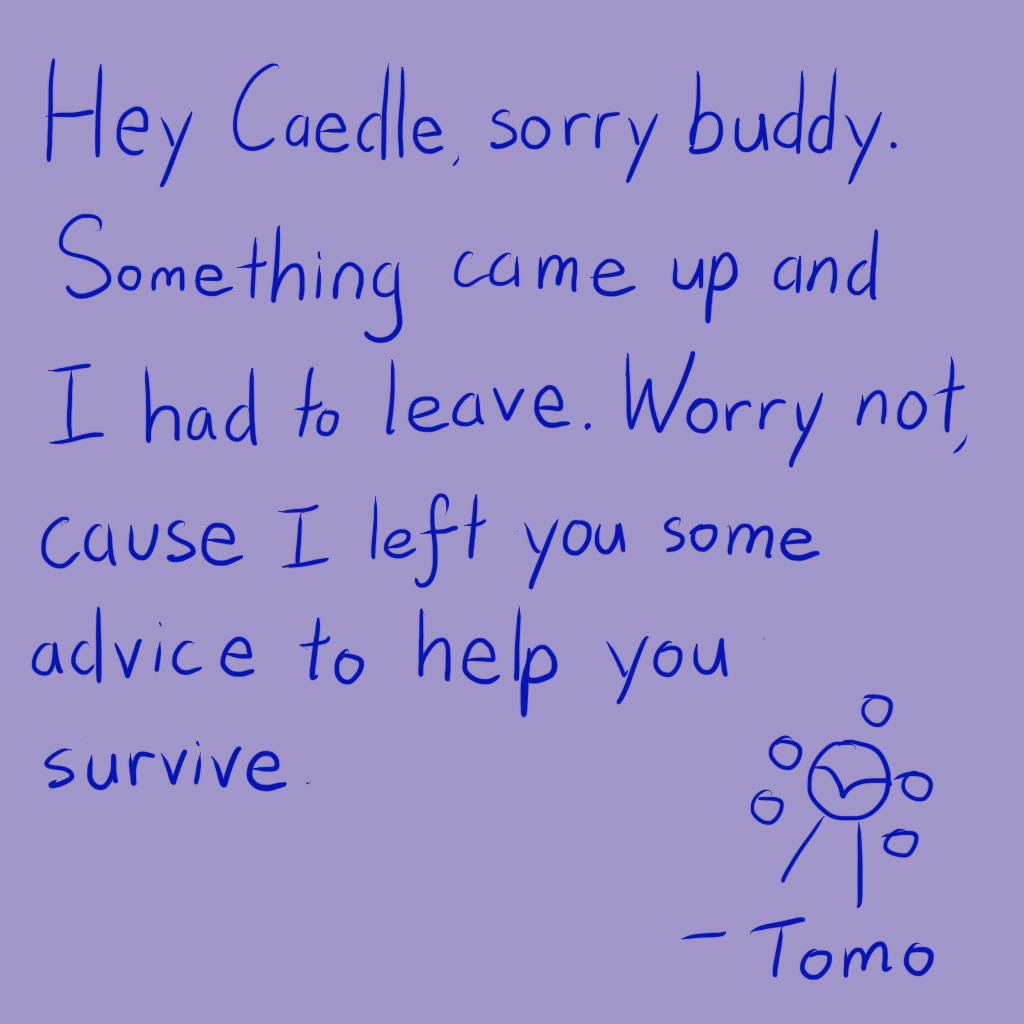 Hey Caedle, sorry buddy.
Something came up and
I had to leave. Worry not,
cause I left you some
advice to help you
survive.
- Tomo